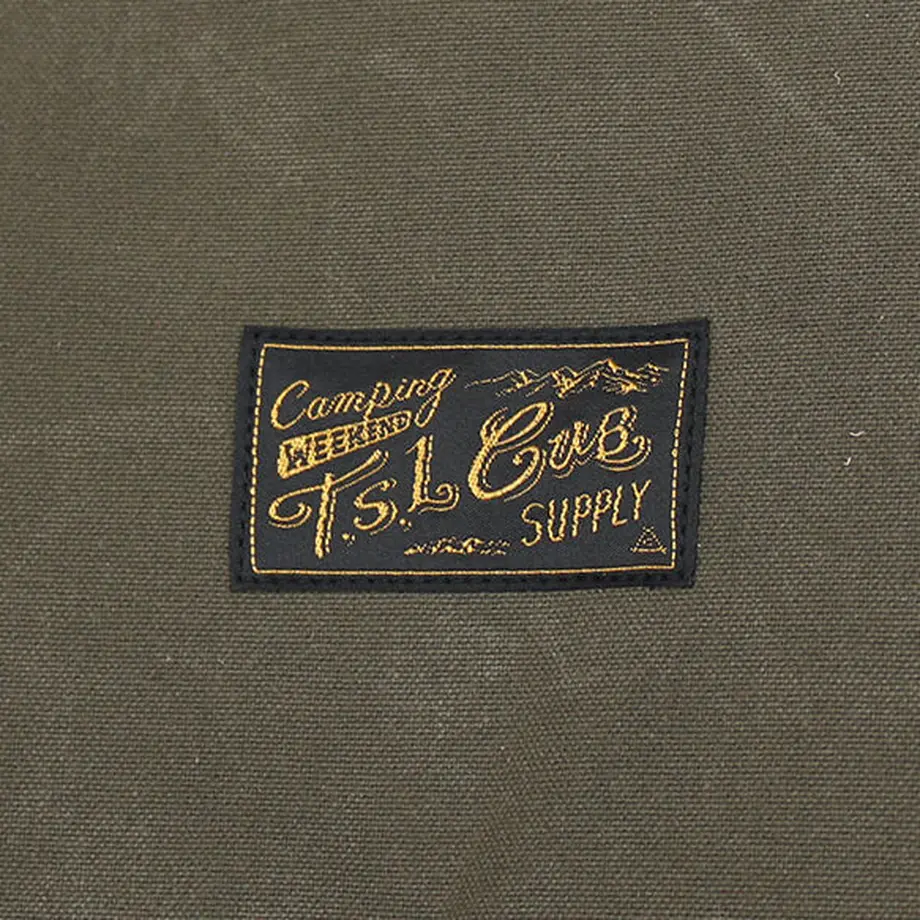 Camping
WEEKEND
T.S.L CUB
SUPPLY